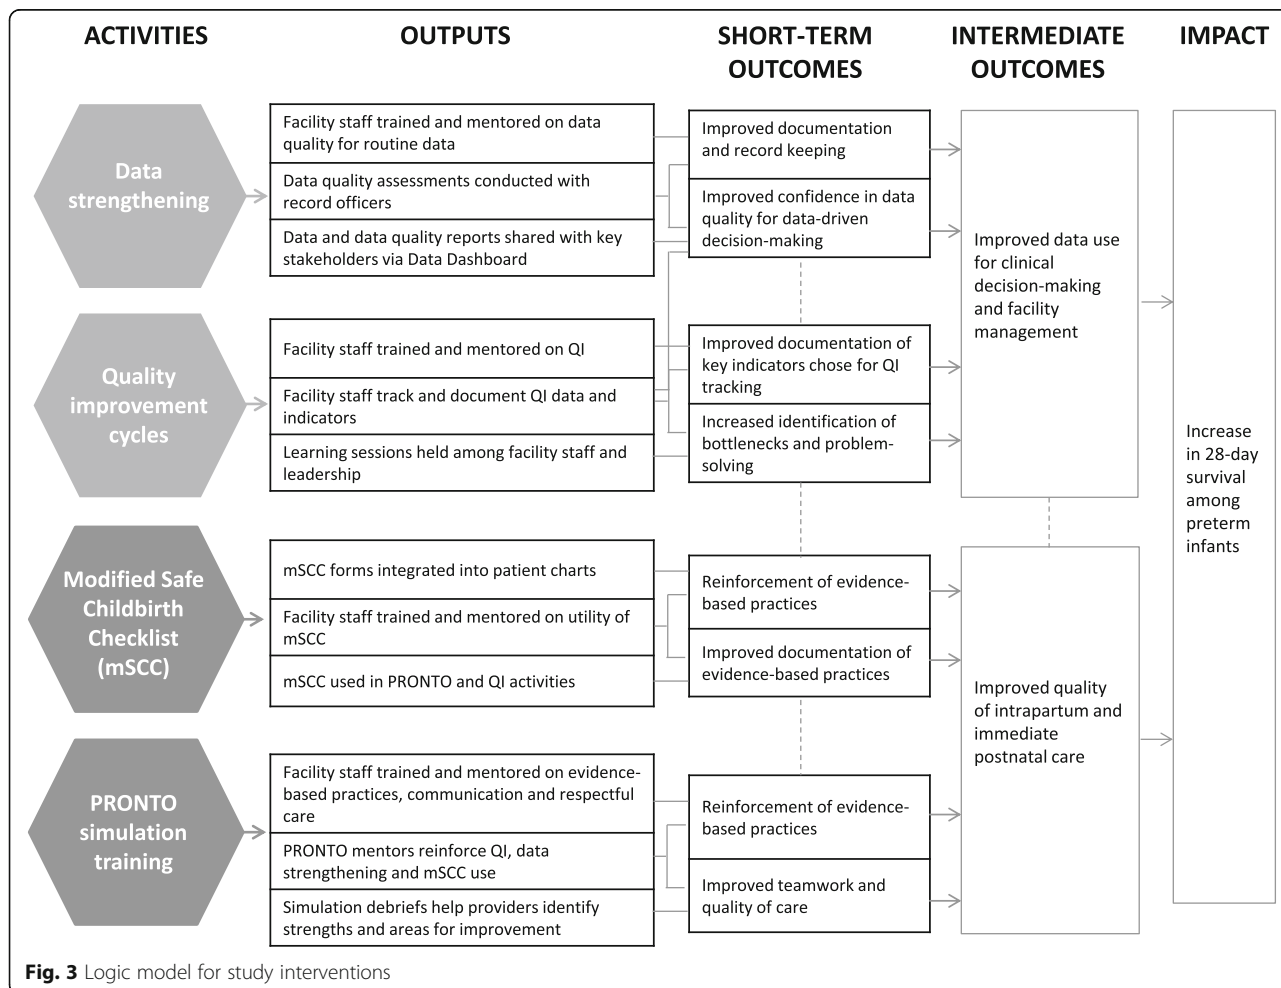 ACTIVITIES
OUTPUTS
SHORT-TERM
OUTCOMES
INTERMEDIATE
OUTCOMES
IMPACT
Data
strengthening
Facility staff trained and mentored on data
quality for routine data
Data quality assessments conducted with
record officers
Data and data quality reports shared with key
stakeholders via Data Dashboard
Improved documentation
and record keeping
Improved confidence in data
quality for data-driven
decision-making
Quality
improvement
cycles
Facility staff trained and mentored on QI
Facility staff track and document QI data and
indicators
Learning sessions held among facility staff and
leadership
Improved documentation of
key indicators chose for QI
tracking
Increased identification of
bottlenecks and problem-
solving
Improved data use
for clinical
decision-making
and facility
management
Modified Safe
Childbirth
Checklist
(mSCC)
mSCC forms integrated into patient charts
Facility staff trained and mentored on utility of
mSCC
mSCC used in PRONTO and QI activities
Reinforcement of evidence-
based practices
Improved documentation of
evidence-based practices
PRONTO
simulation
training
Facility staff trained and mentored on evidence-
based practices, communication and respectful
care
PRONTO mentors reinforce QI, data
strengthening and mSCC use
Simulation debriefs help providers identify
strengths and areas for improvement
Reinforcement of evidence-
based practices
Improved teamwork and
quality of care
Improved quality
of intrapartum and
immediate
postnatal care
Increase
in 28-day
survival
among
preterm
infants
Fig. 3 Logic model for study interventions